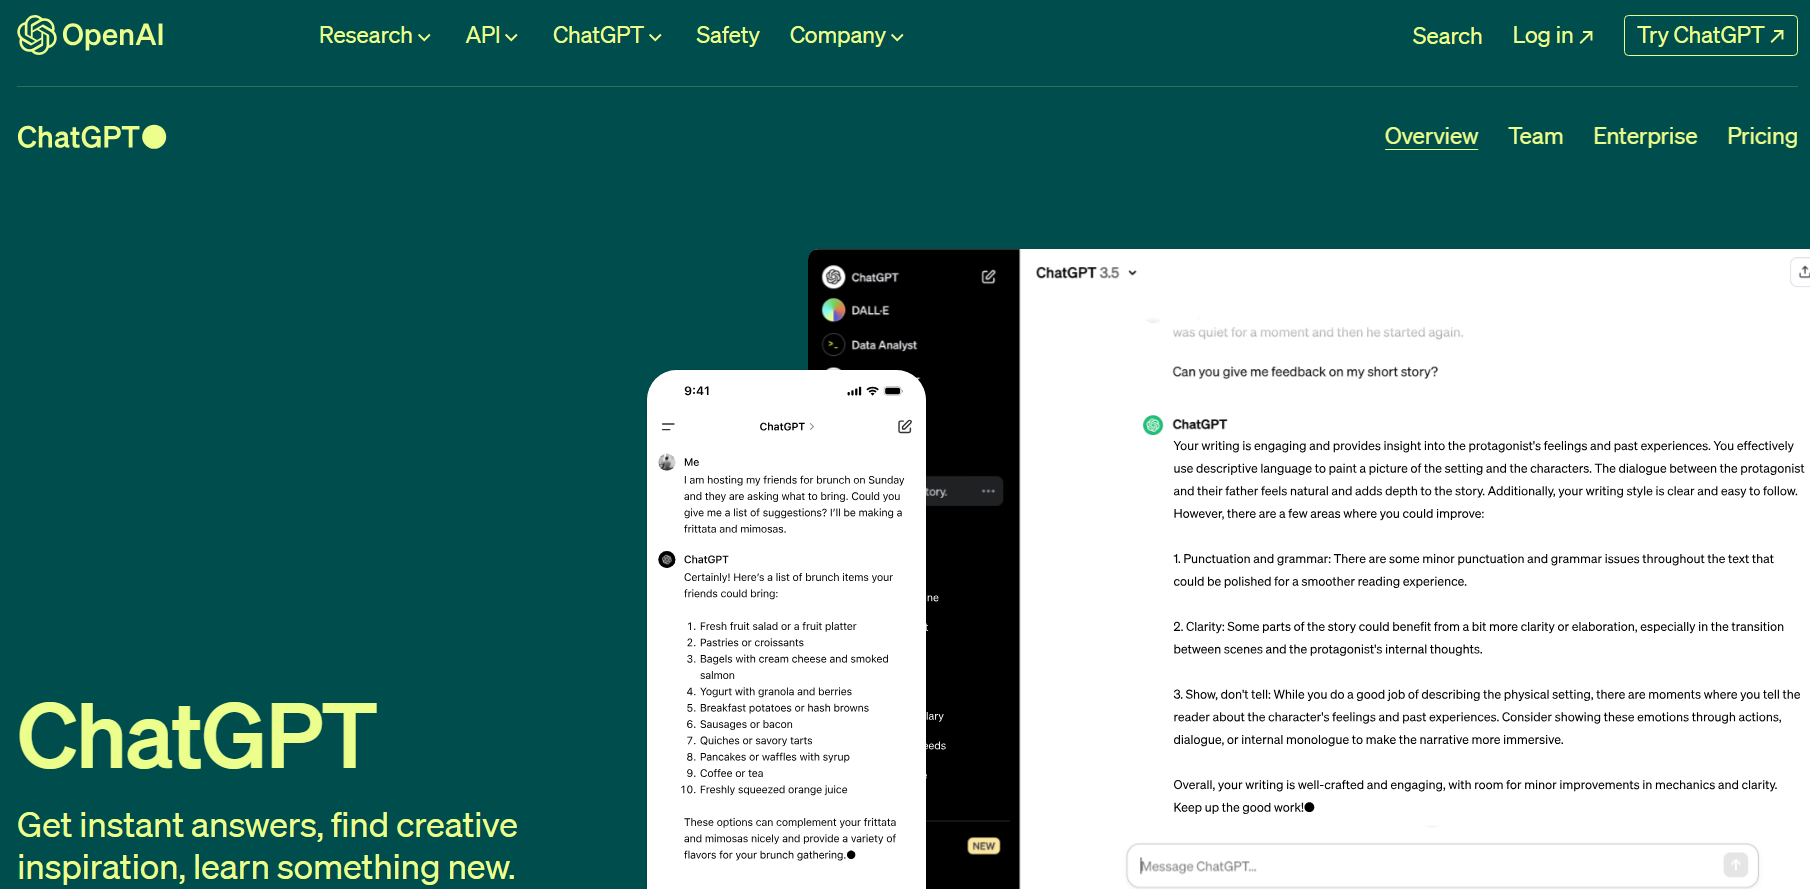 OpenAI
Research
API
ChatGPT
Safety
Company
Search
Log in
Try ChatGPT
ChatGPT
Overview
Team
Enterprise
Pricing
ChatGPT
Get instant answers, find creative
inspiration, learn something new.
9:41
ChatGPT
Me
I am hosting my friends for brunch on Sunday
and they are asking what to bring. Could you
give me a list of suggestions? I'll be making a
frittata and mimosas.
ChatGPT
Certainly! Here's a list of brunch items your
friends could bring:
1. Fresh fruit salad or a fruit platter
2. Pastries or croissants
3. Bagels with cream cheese and smoked
salmon
4. Yogurt with granola and berries
5. Breakfast potatoes or hash browns
6. Sausages or bacon
7. Quiches or savory tarts
8. Pancakes or waffles with syrup
9. Coffee or tea
10. Freshly squeezed orange juice
These options can complement your frittata
and mimosas nicely and provide a variety of
flavors for your brunch gathering.
ChatGPT
DALL·E
Data Analyst
tory.
NEW
ChatGPT 3.5
was quiet for a moment and then he started again.
Can you give me feedback on my short story?
ChatGPT
Your writing is engaging and provides insight into the protagonist's feelings and past experiences. You effectively
use descriptive language to paint a picture of the setting and the characters. The dialogue between the protagonist
and their father feels natural and adds depth to the story. Additionally, your writing style is clear and easy to follow.
However, there are a few areas where you could improve:
1. Punctuation and grammar: There are some minor punctuation and grammar issues throughout the text that
could be polished for a smoother reading experience.
2. Clarity: Some parts of the story could benefit from a bit more clarity or elaboration, especially in the transition
between scenes and the protagonist's internal thoughts.
3. Show, don't tell: While you do a good job of describing the physical setting, there are moments where you tell the
reader about the character's feelings and past experiences. Consider showing these emotions through actions,
dialogue, or internal monologue to make the narrative more immersive.
Overall, your writing is well-crafted and engaging, with room for minor improvements in mechanics and clarity.
Keep up the good work!
Message ChatGPT...